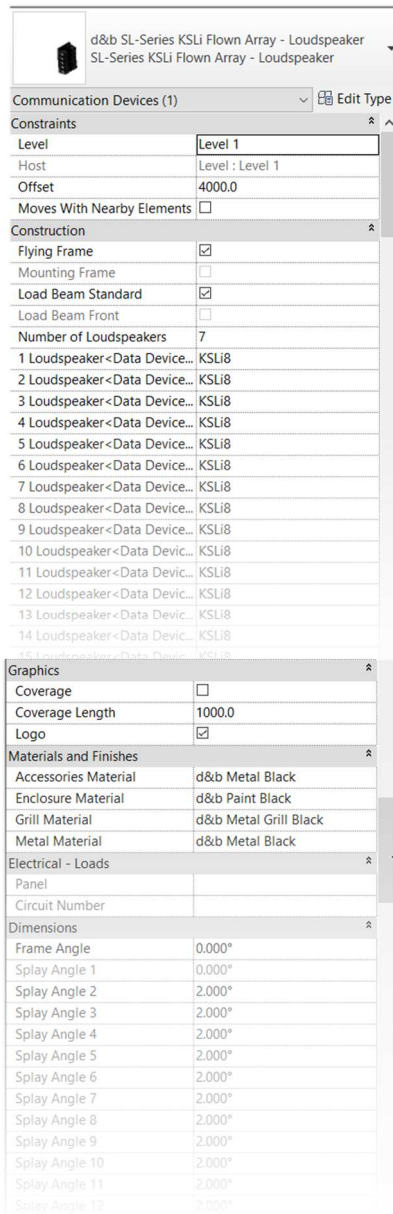 d&b SL-Series KSLi Flown Array - Loudspeaker
SL-Series KSLi Flown Array - Loudspeaker
Communication Devices (1) Edit Type
Constraints
Level Level 1
Host Level : Level 1
Offset 4000.0
Moves With Nearby Elements
Construction
Flying Frame
Mounting Frame
Load Beam Standard
Load Beam Front
Number of Loudspeakers 7
1 Loudspeaker<Data Device... KSLi8
2 Loudspeaker<Data Device... KSLi8
3 Loudspeaker<Data Device... KSLi8
4 Loudspeaker<Data Device... KSLi8
5 Loudspeaker<Data Device... KSLi8
6 Loudspeaker<Data Device... KSLi8
7 Loudspeaker<Data Device... KSLi8
8 Loudspeaker<Data Device... KSLi8
9 Loudspeaker<Data Device... KSLi8
10 Loudspeaker<Data Devic... KSLi8
11 Loudspeaker<Data Devic... KSLi8
12 Loudspeaker<Data Devic... KSLi8
13 Loudspeaker<Data Devic... KSLi8
14 Loudspeaker<Data Devic... KSLi8
15 Loudspeaker<Data Devic... KSLi8
Graphics
Coverage
Coverage Length 1000.0
Logo
Materials and Finishes
Accessories Material d&b Metal Black
Enclosure Material d&b Paint Black
Grill Material d&b Metal Grill Black
Metal Material d&b Metal Black
Electrical - Loads
Panel
Circuit Number
Dimensions
Frame Angle 0.000°
Splay Angle 1 0.000°
Splay Angle 2 2.000°
Splay Angle 3 2.000°
Splay Angle 4 2.000°
Splay Angle 5 2.000°
Splay Angle 6 2.000°
Splay Angle 7 2.000°
Splay Angle 8 2.000°
Splay Angle 9 2.000°
Splay Angle 10 2.000°
Splay Angle 11 2.000°
Splay Angle 12 2.000°